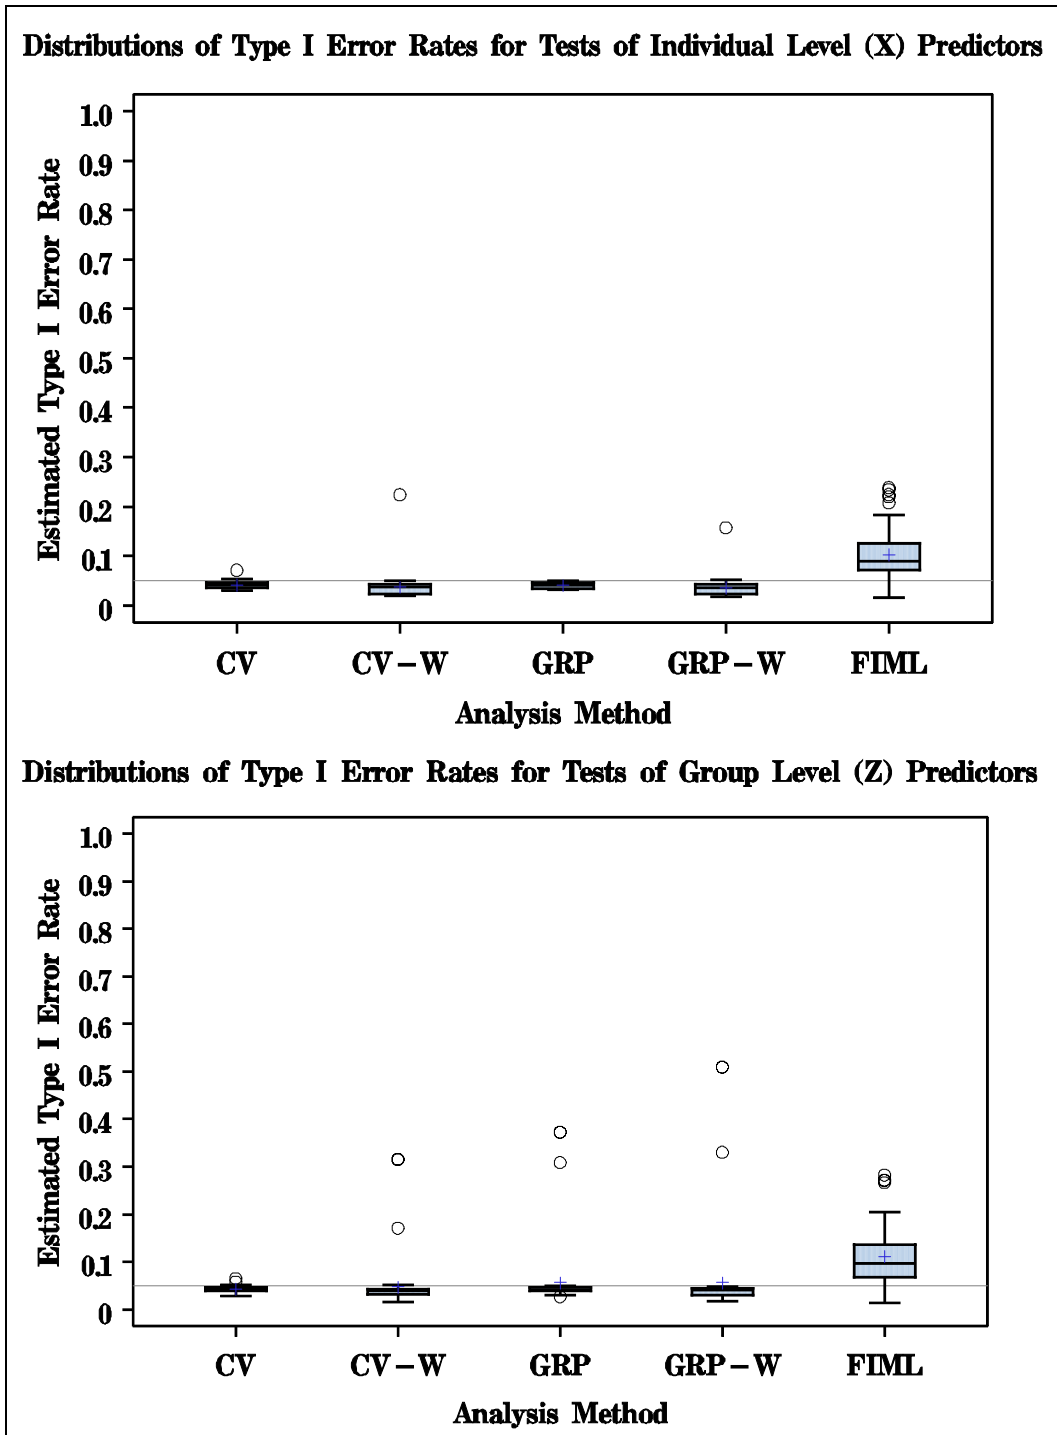 Distributions of Type I Error Rates for Tests of Individual Level (X) Predictors
Estimated Type I Error Rate
1.0
0.9
0.8
0.7
0.6
0.5
0.4
0.3
0.2
0.1
0
CV CV-W GRP GRP-W FIML
Analysis Method
Distributions of Type I Error Rates for Tests of Group Level (Z) Predictors
Estimated Type I Error Rate
1.0
0.9
0.8
0.7
0.6
0.5
0.4
0.3
0.2
0.1
0
CV CV-W GRP GRP-W FIML
Analysis Method